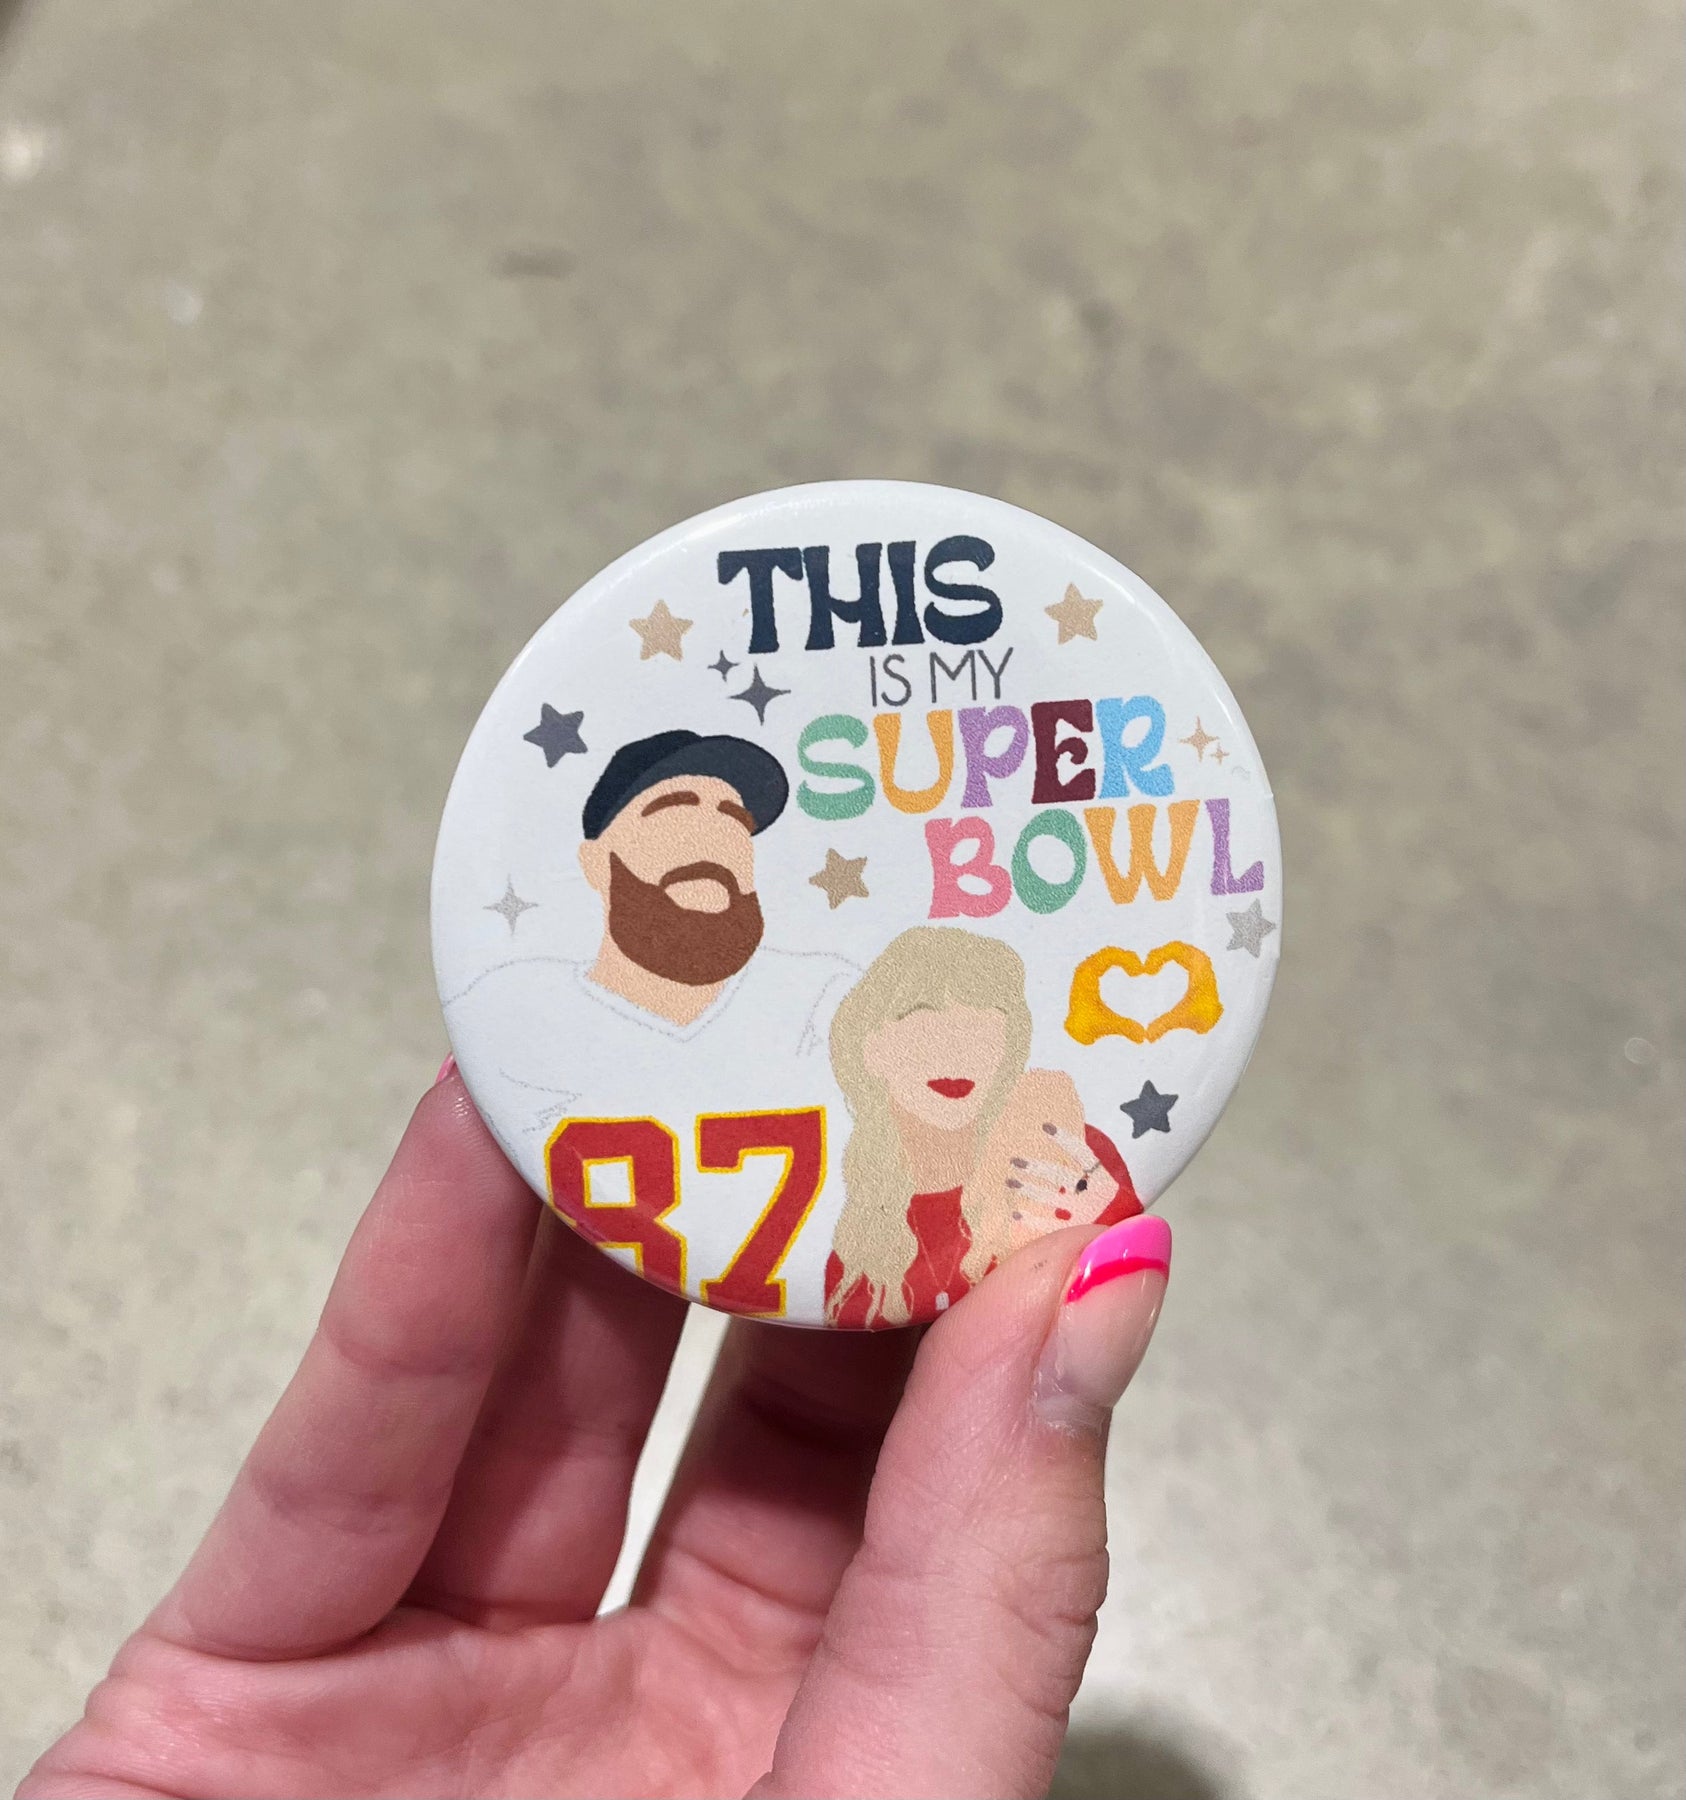 THIS
IS MY
SUPER
BOWL
87